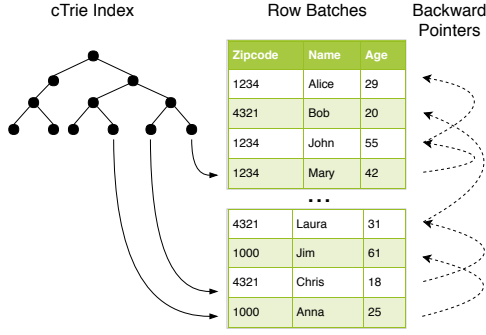 cTrie Index
Row Batches
Backward
Pointers
Zipcode Name Age
1234 Alice 29
4321 Bob 20
1234 John 55
1234 Mary 42
...
4321 Laura 31
1000 Jim 61
4321 Chris 18
1000 Anna 25